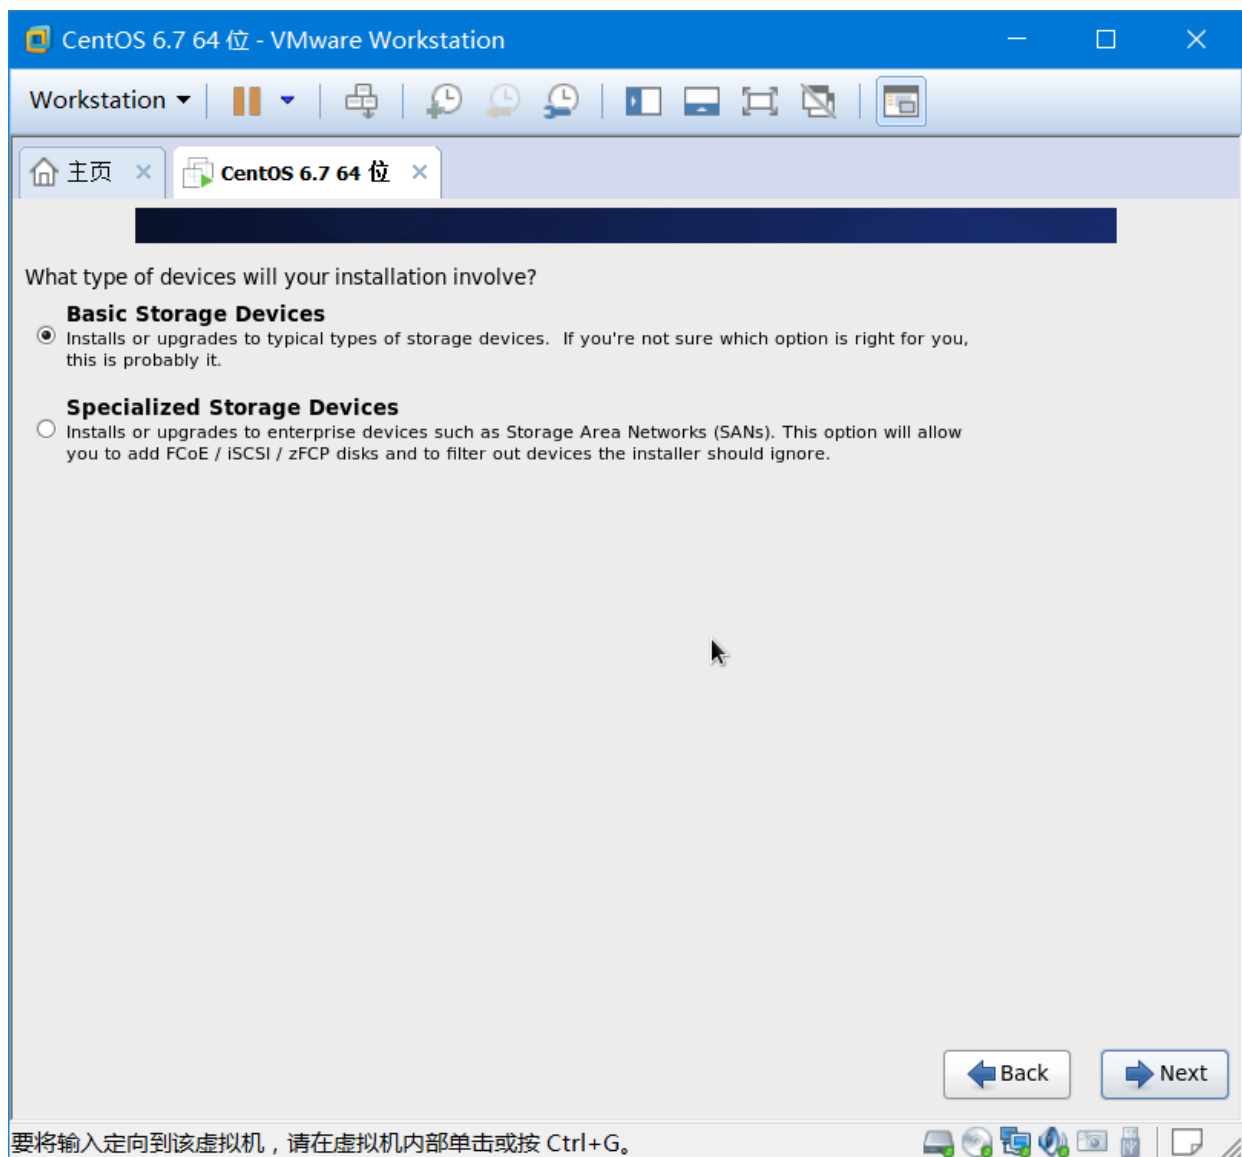 CentOS 6.7 64 位 - VMware Workstation
Workstation
主页
CentOS 6.7 64 位
What type of devices will your installation involve?
Basic Storage Devices
Installs or upgrades to typical types of storage devices.  If you're not sure which option is right for you,
this is probably it.
Specialized Storage Devices
Installs or upgrades to enterprise devices such as Storage Area Networks (SANs). This option will allow
you to add FCoE / iSCSI / zFCP disks and to filter out devices the installer should ignore.
Back
Next
要将输入定向到该虚拟机，请在虚拟机内部单击或按 Ctrl+G。